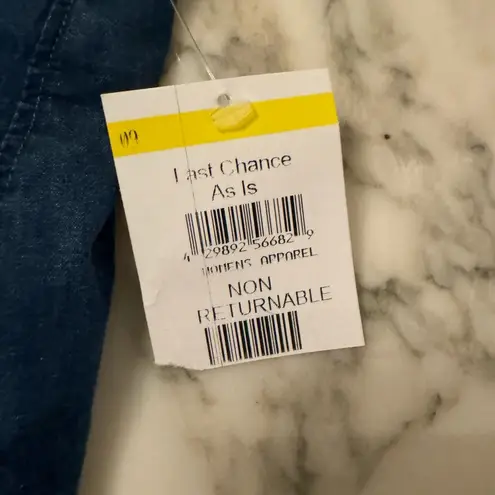 09
Last Chance
As Is
4 29892 56682 9
WOMENS APPAREL
NON
RETURNABLE